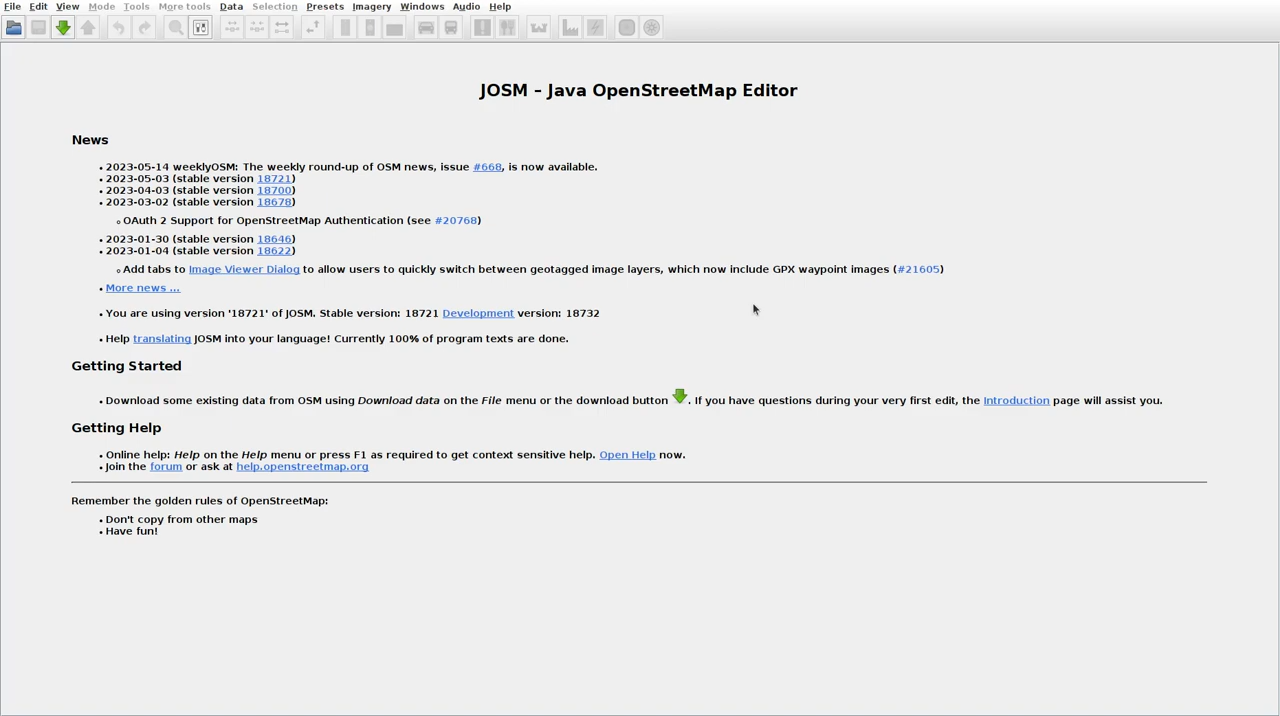 File Edit View Mode Tools More tools Data Selection Presets Imagery Windows Audio Help
JOSM – Java OpenStreetMap Editor
News
2023-05-14 weeklyOSM: The weekly round-up of OSM news, issue #668, is now available.
2023-05-03 (stable version 18721)
2023-04-03 (stable version 18700)
2023-03-02 (stable version 18678)
OAuth 2 Support for OpenStreetMap Authentication (see #20768)
2023-01-30 (stable version 18646)
2023-01-04 (stable version 18622)
Add tabs to Image Viewer Dialog to allow users to quickly switch between geotagged image layers, which now include GPX waypoint images (#21605)
More news ...
You are using version '18721' of JOSM. Stable version: 18721 Development version: 18732
Help translating JOSM into your language! Currently 100% of program texts are done.
Getting Started
Download some existing data from OSM using Download data on the File menu or the download button . If you have questions during your very first edit, the Introduction page will assist you.
Getting Help
Online help: Help on the Help menu or press F1 as required to get context sensitive help. Open Help now.
Join the forum or ask at help.openstreetmap.org
Remember the golden rules of OpenStreetMap:
Don't copy from other maps
Have fun!